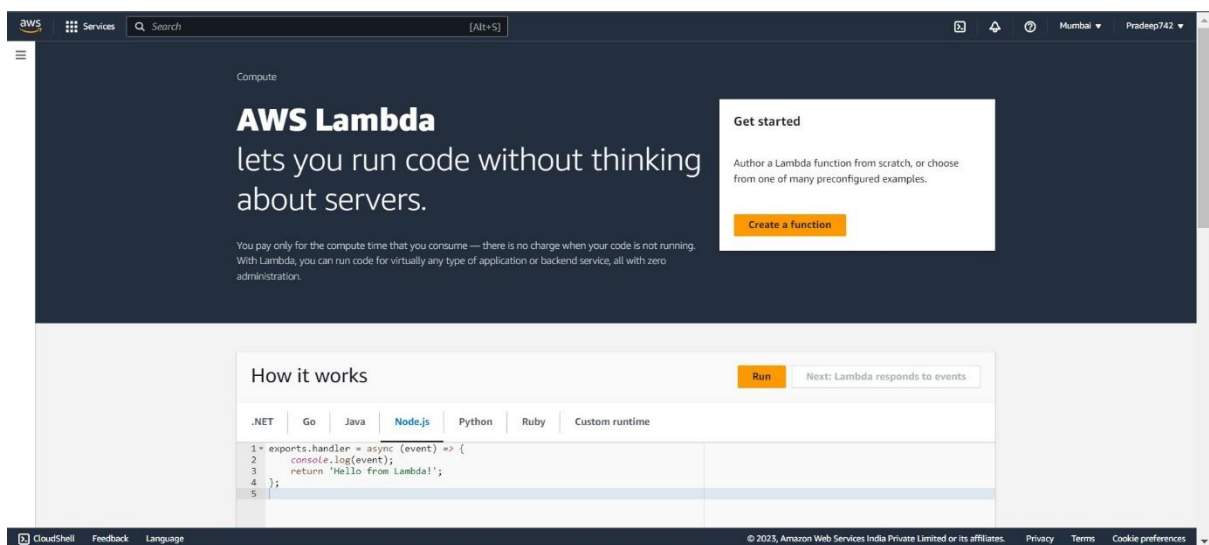 aws
Services
Search
[Alt+S]
Mumbai
Pradeep742
Compute
AWS Lambda
lets you run code without thinking
about servers.
You pay only for the compute time that you consume — there is no charge when your code is not running.
With Lambda, you can run code for virtually any type of application or backend service, all with zero
administration.
Get started
Author a Lambda function from scratch, or choose
from one of many preconfigured examples.
Create a function
How it works
Run
Next: Lambda responds to events
.NET
Go
Java
Node.js
Python
Ruby
Custom runtime
1 exports.handler = async (event) => {
2 console.log(event);
3 return 'Hello from Lambda!';
4 };
5
CloudShell
Feedback
Language
© 2023, Amazon Web Services India Private Limited or its affiliates.
Privacy
Terms
Cookie preferences